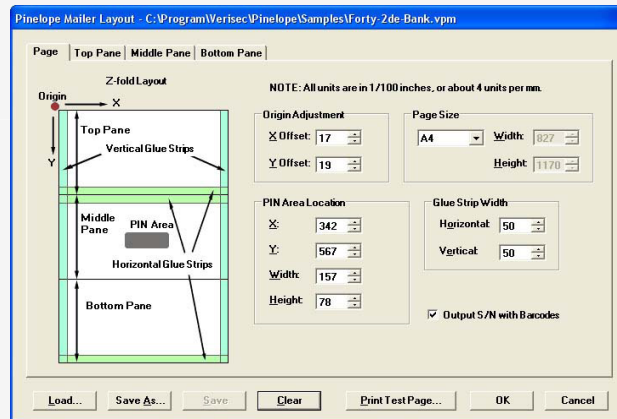 Pinelope Mailer Layout - C:\Program\Verisec\Pinelope\Samples\Forty-2de-Bank.vpm
Page
Top Pane
Middle Pane
Bottom Pane
Z-fold Layout
Origin
X
Y
Top Pane
Vertical Glue Strips
Middle
Pane
PIN Area
Horizontal Glue Strips
Bottom Pane
NOTE: All units are in 1/100 inches, or about 4 units per mm.
Origin Adjustment
X Offset: 17
Y Offset: 19
Page Size
A4
Width: 827
Height: 1170
PIN Area Location
X: 342
Y: 567
Width: 157
Height: 78
Glue Strip Width
Horizontal: 50
Vertical: 50
Output S/N with Barcodes
Load...
Save As...
Save
Clear
Print Test Page...
OK
Cancel